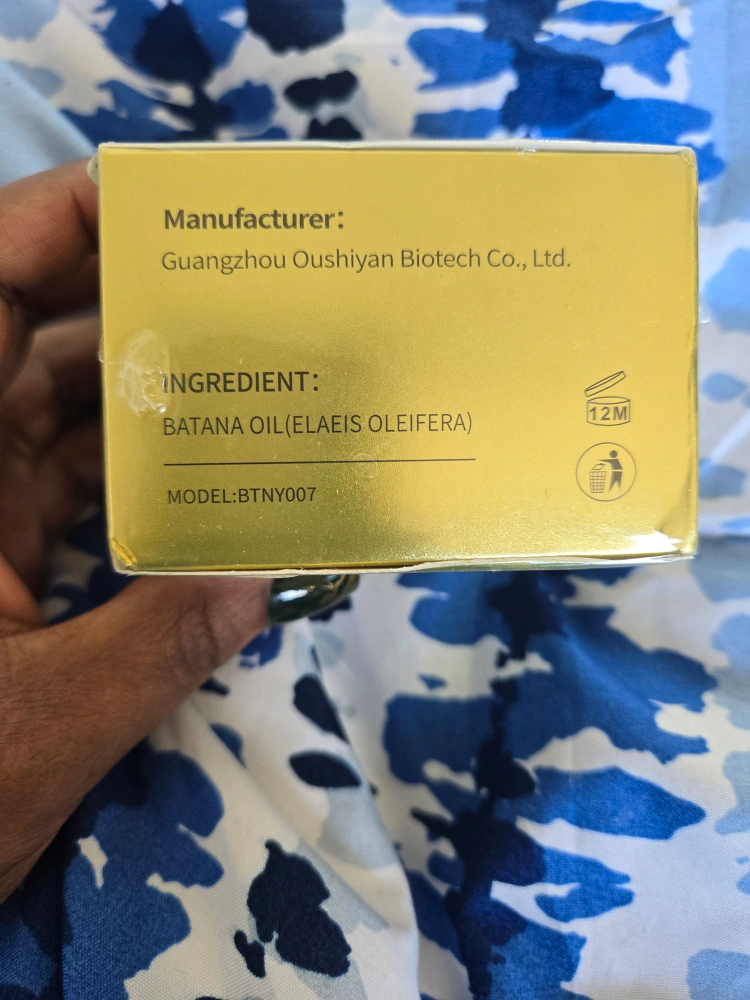 Manufacturer:
Guangzhou Oushiyan Biotech Co., Ltd.
INGREDIENT:
BATANA OIL(ELAEIS OLEIFERA)
12M
MODEL:BTNY007